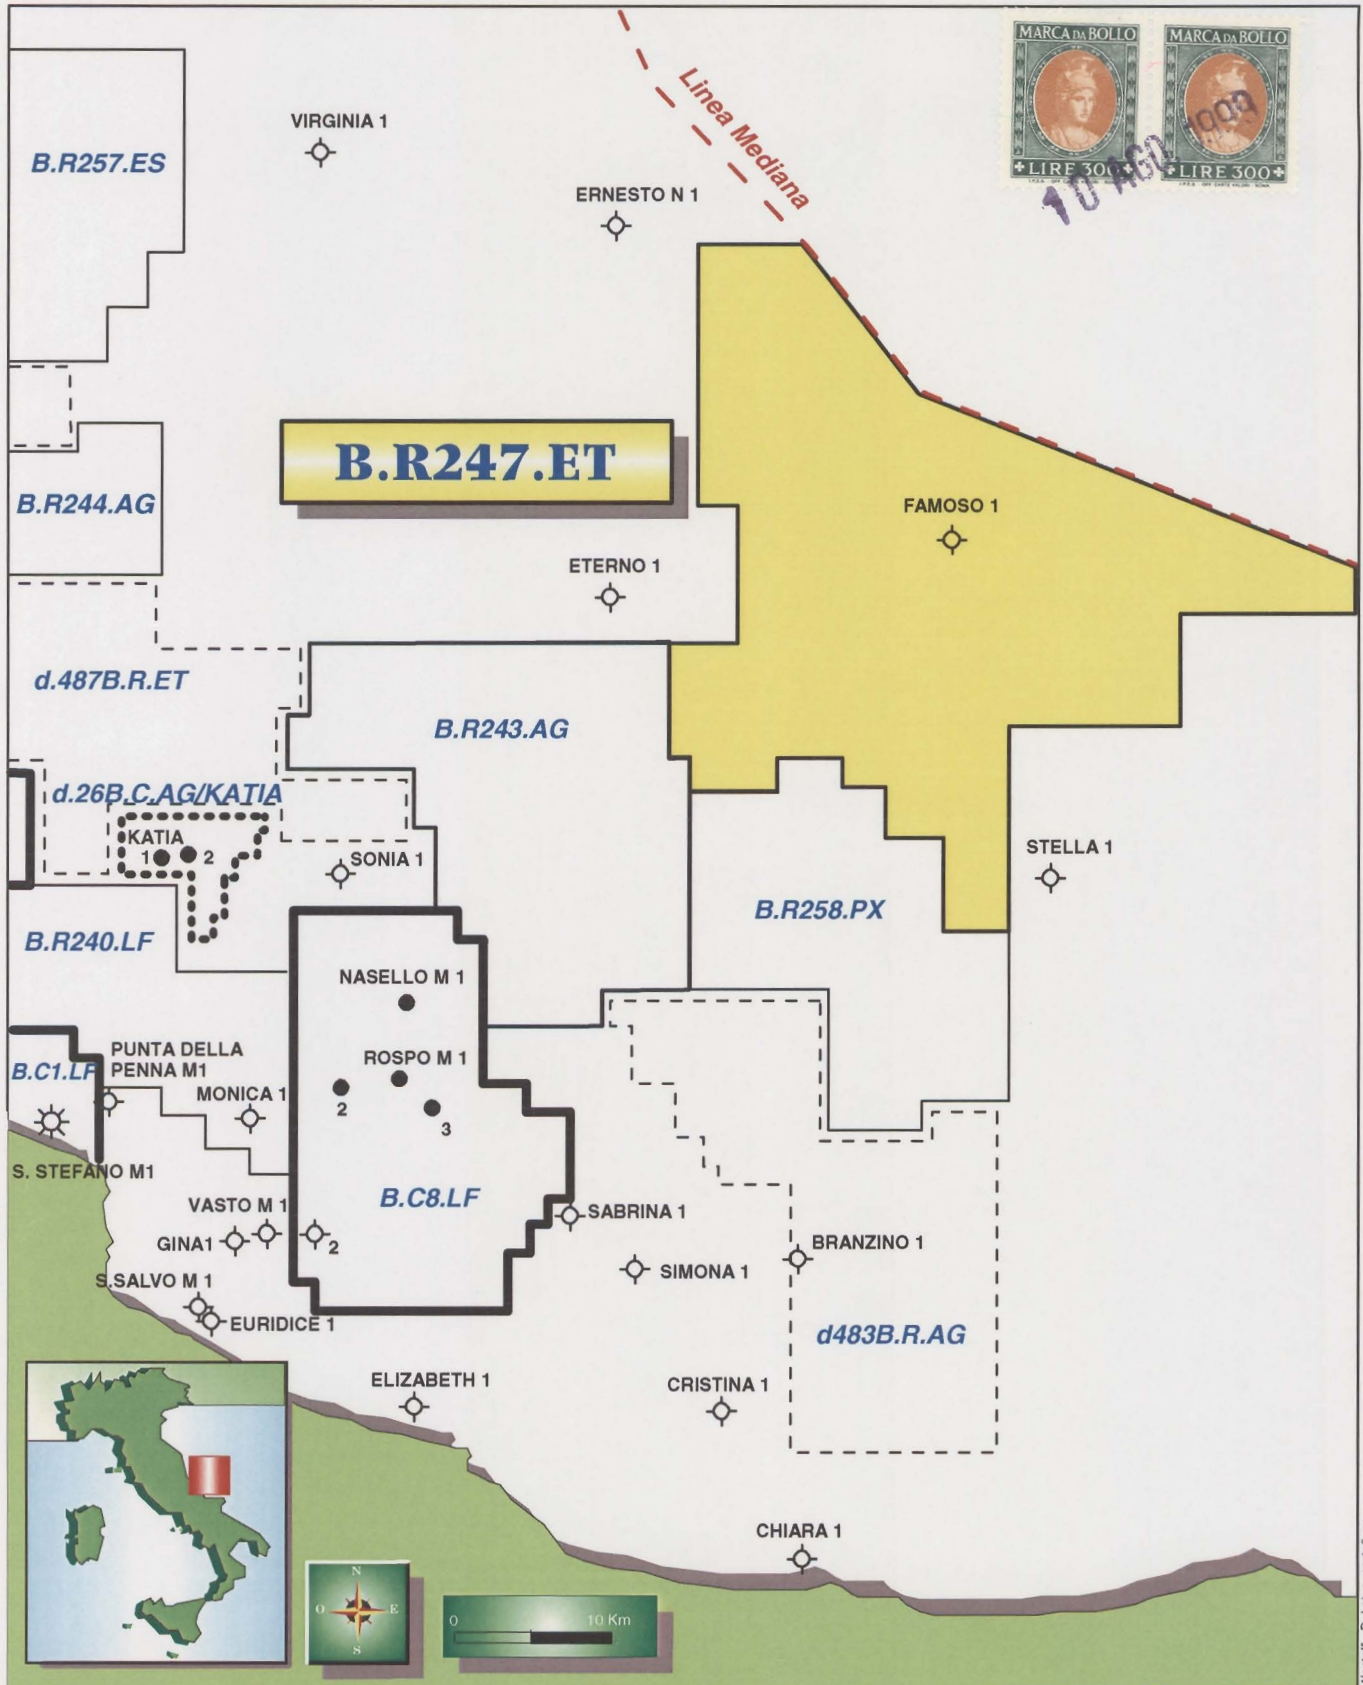 MARCA DA BOLLO
MARCA DA BOLLO
LIRE 300
LIRE 300
10 AGO. 1999
Linea Mediana
VIRGINIA 1
B.R257.ES
ERNESTO N 1
B.R247.ET
B.R244.AG
FAMOSO 1
ETERNO 1
d.487B.R.ET
B.R243.AG
d.26B.C.AG/KATIA
KATIA
1
2
SONIA 1
STELLA 1
B.R258.PX
B.R240.LF
NASELLO M 1
PUNTA DELLA
PENNA M1
ROSPO M 1
B.C1.LF
MONICA 1
2
3
S. STEFANO M1
B.C8.LF
VASTO M 1
SABRINA 1
GINA1
2
BRANZINO 1
SIMONA 1
S.SALVO M 1
EURIDICE 1
d483B.R.AG
ELIZABETH 1
CRISTINA 1
CHIARA 1
N
O
E
S
0
10 Km